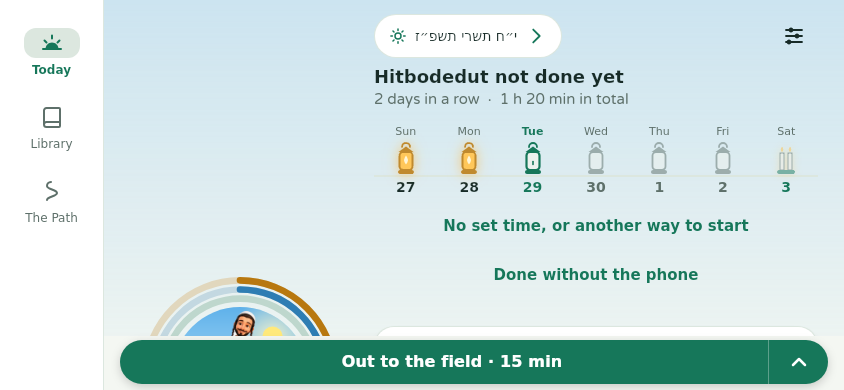 Today
Library
The Path
י״ח תשרי תשפ״ז
Hitbodedut not done yet
2 days in a row · 1 h 20 min in total
Sun Mon Tue Wed Thu Fri Sat
27 28 29 30 1 2 3
No set time, or another way to start
Done without the phone
Out to the field · 15 min